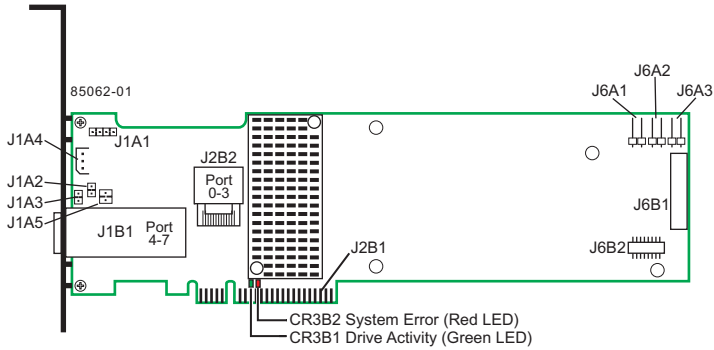 85062-01
J6A2
J6A1
J6A3
J1A4
J1A1
J2B2
Port
0-3
J1A2
J1A3
J1A5
J1B1
Port
4-7
J6B1
J6B2
J2B1
CR3B2 System Error (Red LED)
CR3B1 Drive Activity (Green LED)